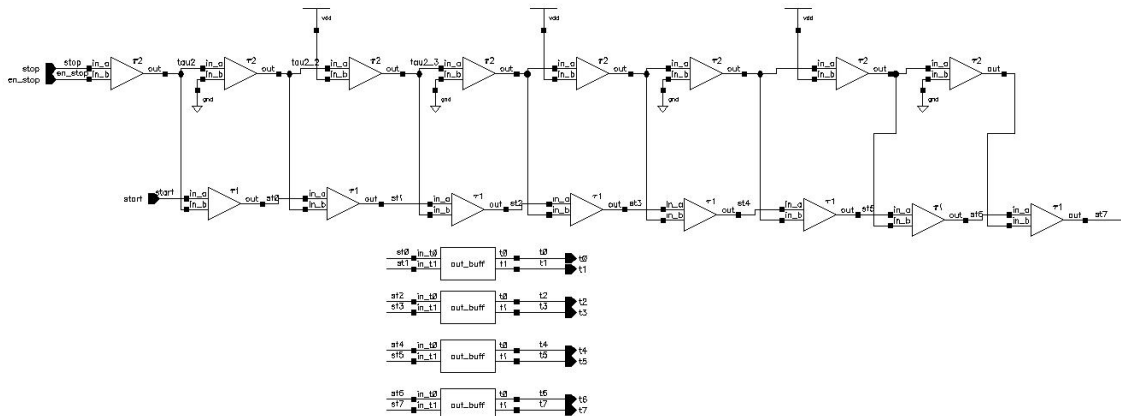 vdd vdd vdd
stop stop in_a τ2 tau2 in_a τ2 tau2_2 in_a τ2 tau2_3 in_a τ2 in_a τ2 in_a τ2 in_a τ2 in_a τ2
en_stop en_stop in_b out in_b out in_b out in_b out in_b out in_b out in_b out in_b out
gnd gnd gnd gnd
start start in_a τ1 st0 in_a τ1 st1 in_a τ1 st2 in_a τ1 st3 in_a τ1 st4 in_a τ1 st5 in_a τ1 st6 in_a τ1 st7
in_b out in_b out in_b out in_b out in_b out in_b out in_b out in_b out
st0 in_t0 out_buff t0 t0 t0
st1 in_t1 t1 t1 t1
st2 in_t0 out_buff t0 t2 t2
st3 in_t1 t1 t3 t3
st4 in_t0 out_buff t0 t4 t4
st5 in_t1 t1 t5 t5
st6 in_t0 out_buff t0 t6 t6
st7 in_t1 t1 t7 t7